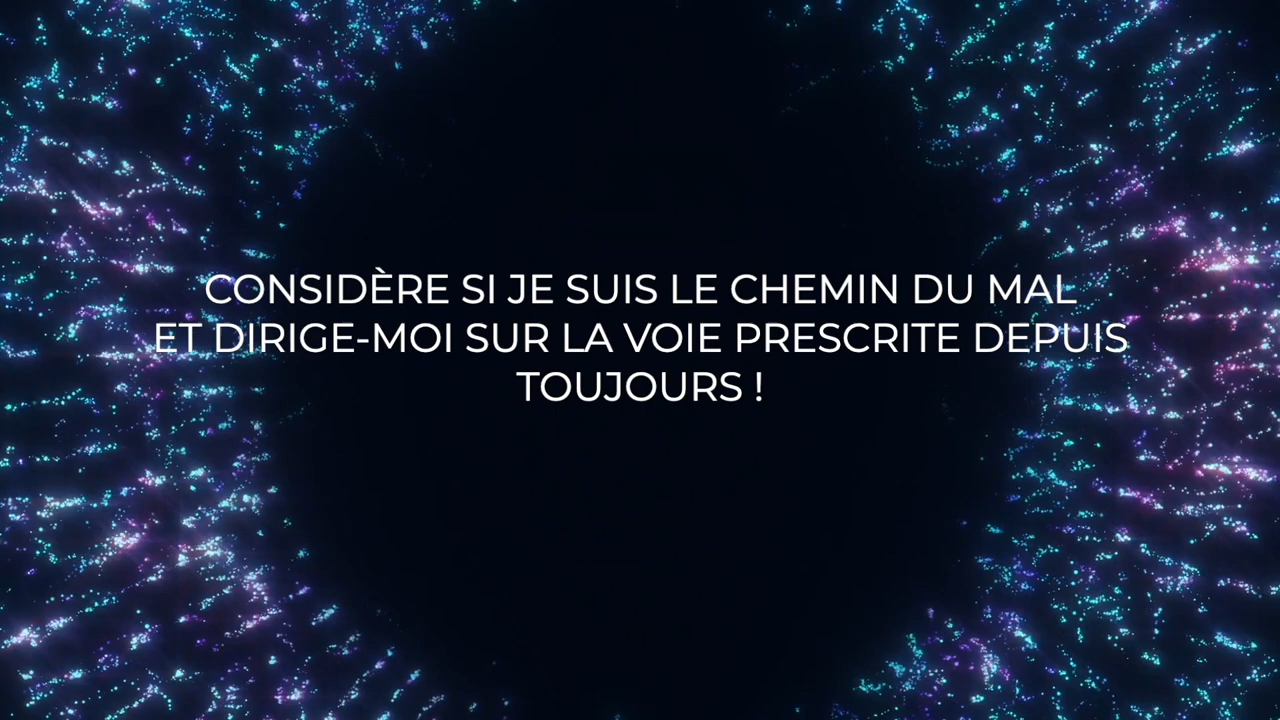 CONSIDÈRE SI JE SUIS LE CHEMIN DU MAL
ET DIRIGE-MOI SUR LA VOIE PRESCRITE DEPUIS
TOUJOURS !